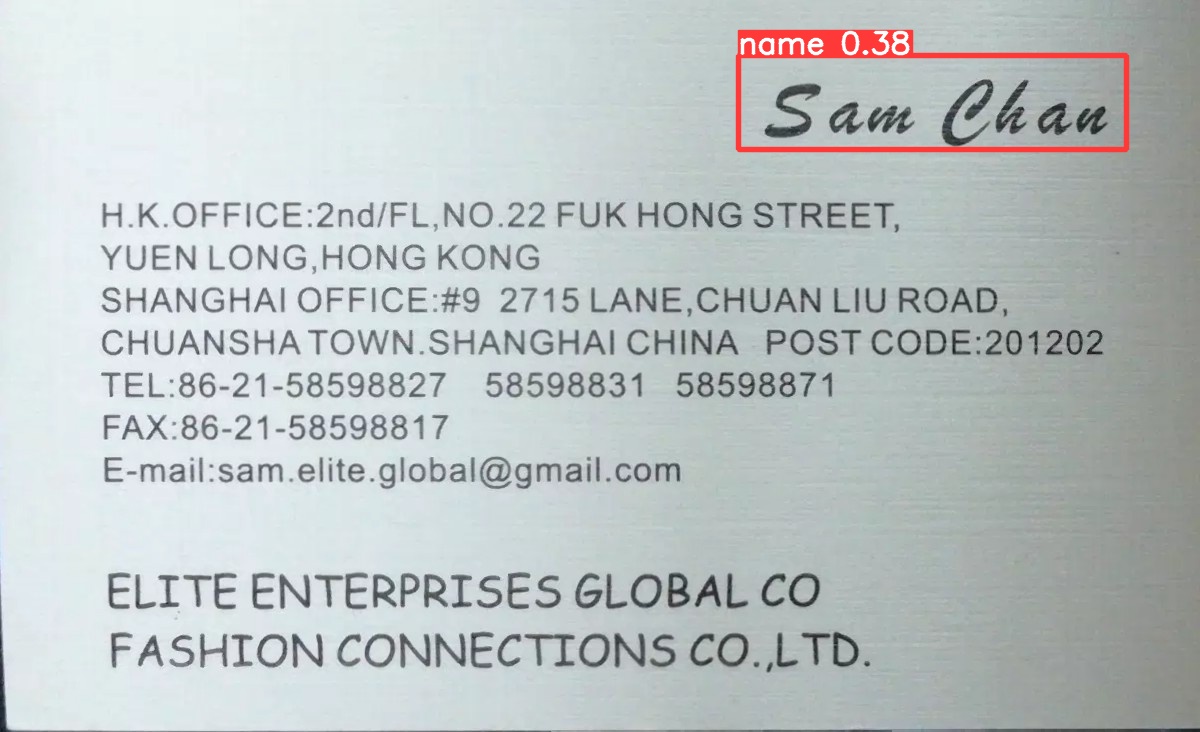 name 0.38
Sam Chan
H.K.OFFICE:2nd/FL,NO.22 FUK HONG STREET,
YUEN LONG,HONG KONG
SHANGHAI OFFICE:#9 2715 LANE,CHUAN LIU ROAD,
CHUANSHA TOWN.SHANGHAI CHINA POST CODE:201202
TEL:86-21-58598827 58598831 58598871
FAX:86-21-58598817
E-mail:sam.elite.global@gmail.com
ELITE ENTERPRISES GLOBAL CO
FASHION CONNECTIONS CO.,LTD.